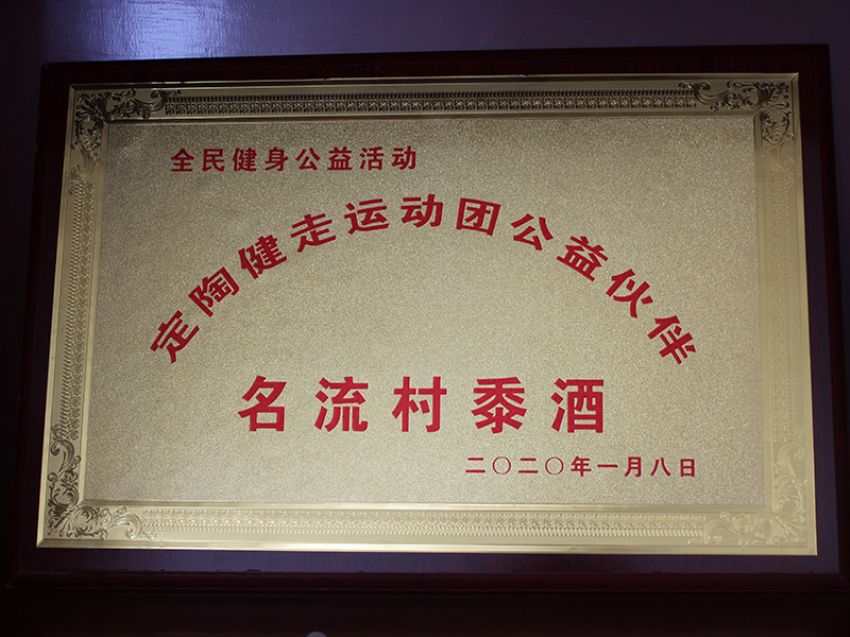 全民健身公益活动
定陶健走运动团公益伙伴
名流村黍酒
二〇二〇年一月八日